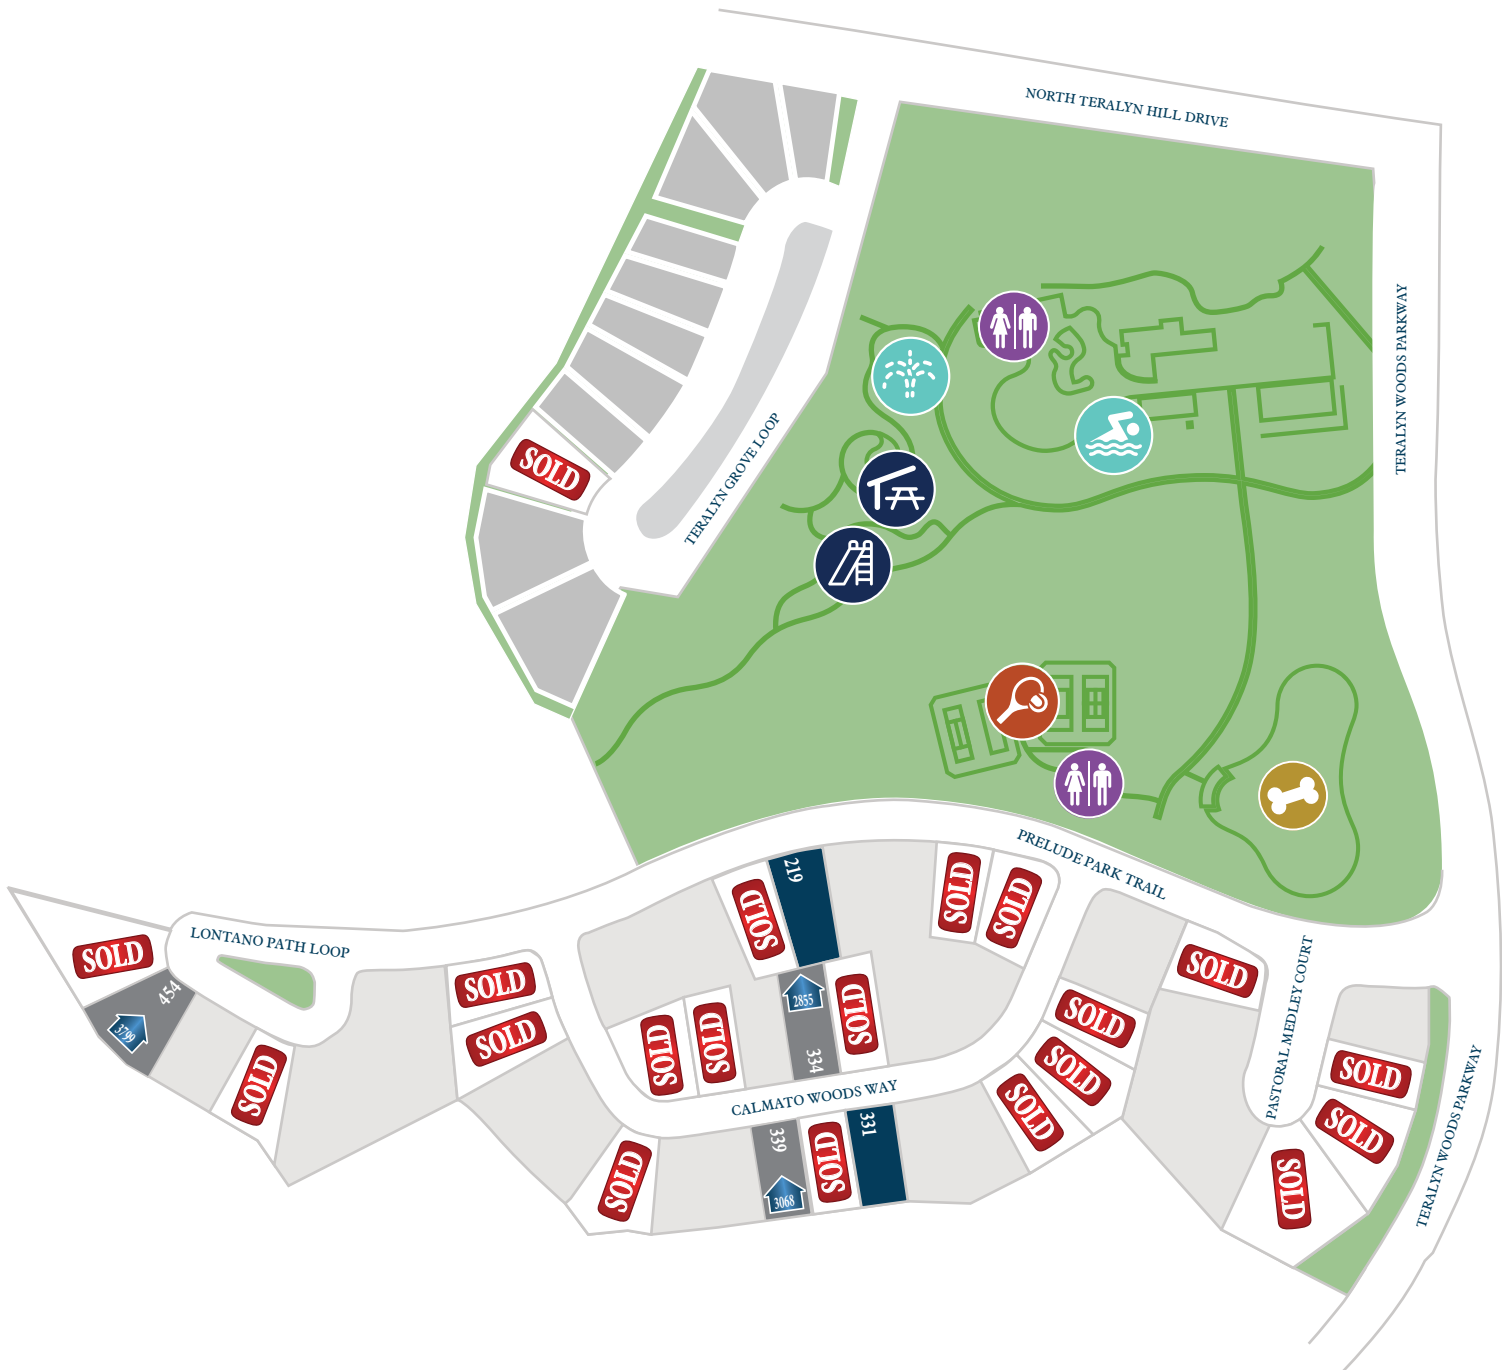 NORTH TERALYN HILL DRIVE
TERALYN WOODS PARKWAY
TERALYN GROVE LOOP
SOLD
PRELUDE PARK TRAIL
219
SOLD
SOLD
SOLD
LONTANO PATH LOOP
SOLD
454
3799
SOLD
SOLD
SOLD
SOLD
SOLD
2855
334
SOLD
CALMATO WOODS WAY
SOLD
339
3068
SOLD
331
SOLD
SOLD
SOLD
SOLD
PASTORAL MEDLEY COURT
SOLD
SOLD
SOLD
TERALYN WOODS PARKWAY